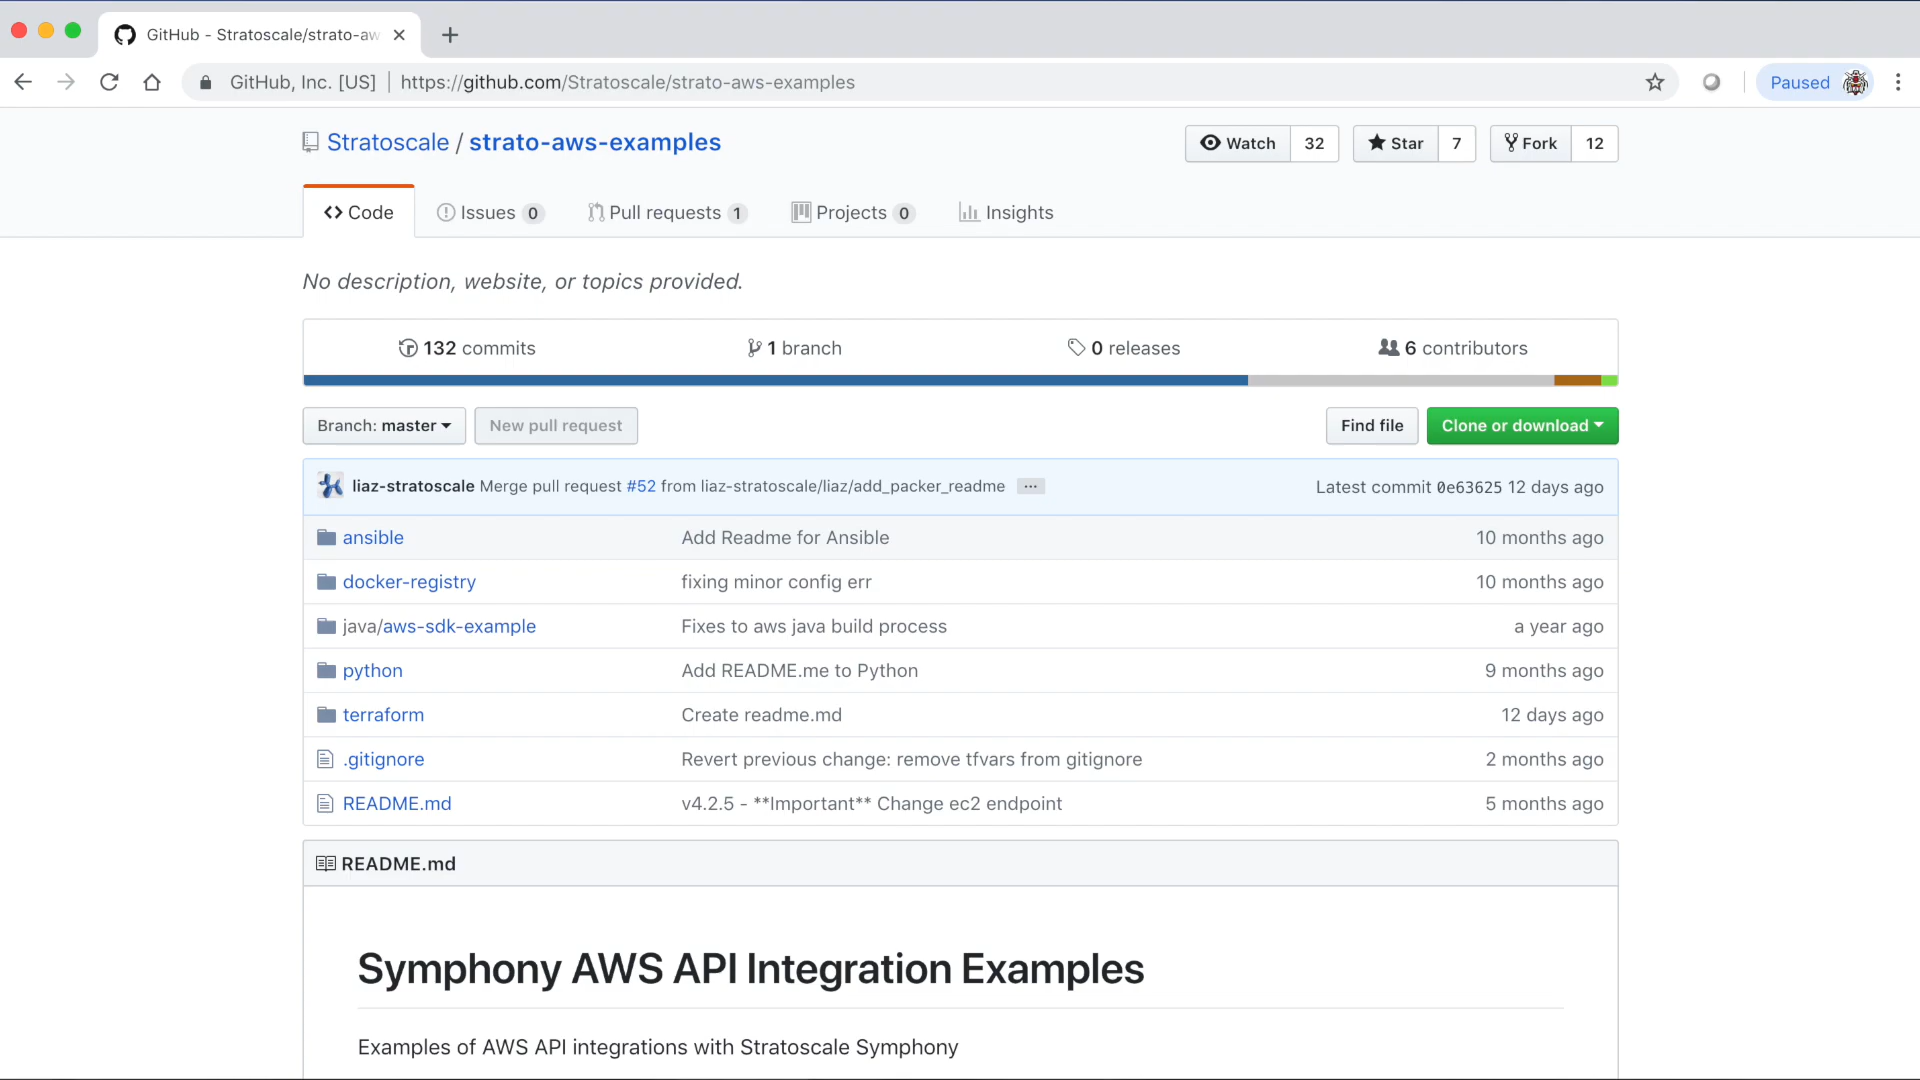 GitHub - Stratoscale/strato-aw
GitHub, Inc. [US] https://github.com/Stratoscale/strato-aws-examples
Paused
Stratoscale / strato-aws-examples
Watch 32 Star 7 Fork 12
Code Issues 0 Pull requests 1 Projects 0 Insights
No description, website, or topics provided.
132 commits 1 branch 0 releases 6 contributors
Branch: master New pull request Find file Clone or download
liaz-stratoscale Merge pull request #52 from liaz-stratoscale/liaz/add_packer_readme ... Latest commit 0e63625 12 days ago
ansible Add Readme for Ansible 10 months ago
docker-registry fixing minor config err 10 months ago
java/aws-sdk-example Fixes to aws java build process a year ago
python Add README.me to Python 9 months ago
terraform Create readme.md 12 days ago
.gitignore Revert previous change: remove tfvars from gitignore 2 months ago
README.md v4.2.5 - **Important** Change ec2 endpoint 5 months ago
README.md
Symphony AWS API Integration Examples
Examples of AWS API integrations with Stratoscale Symphony